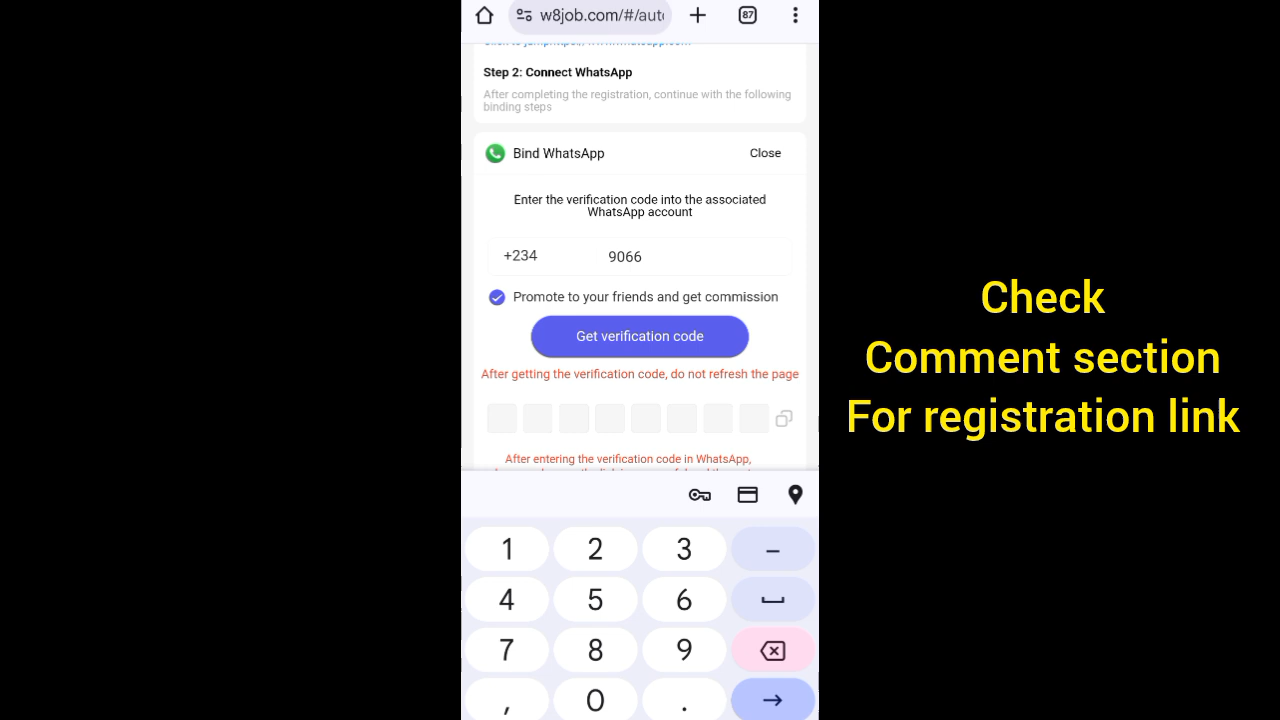 w8job.com/#/aut
87
Step 2: Connect WhatsApp
After completing the registration, continue with the following
binding steps
Bind WhatsApp
Close
Enter the verification code into the associated
WhatsApp account
+234
9066
Promote to your friends and get commission
Get verification code
After getting the verification code, do not refresh the page
After entering the verification code in WhatsApp,
1 2 3 –
4 5 6
7 8 9
, 0 .
Check
Comment section
For registration link